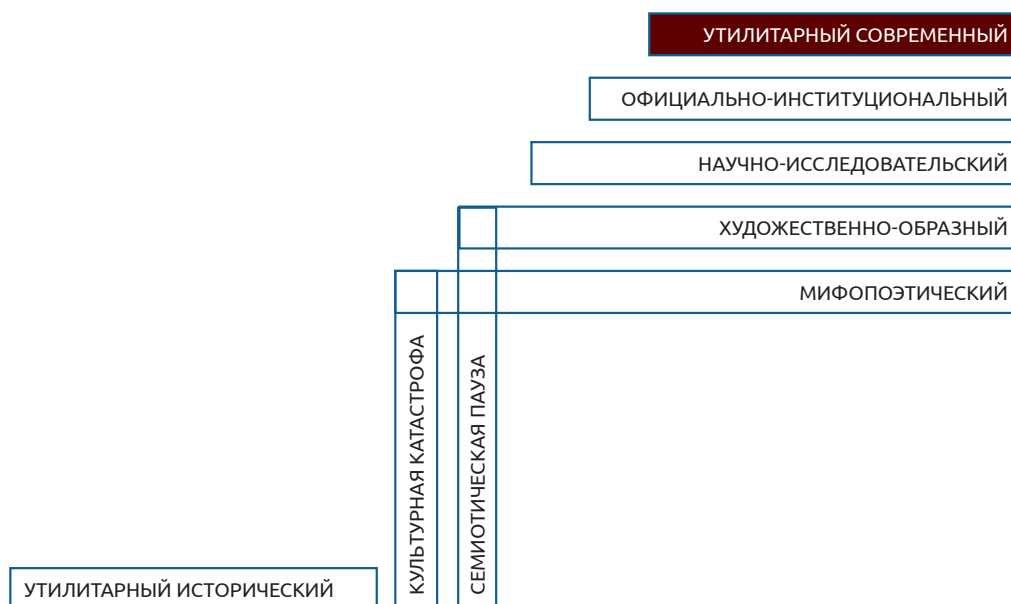 УТИЛИТАРНЫЙ СОВРЕМЕННЫЙ
ОФИЦИАЛЬНО-ИНСТИТУЦИОНАЛЬНЫЙ
НАУЧНО-ИССЛЕДОВАТЕЛЬСКИЙ
ХУДОЖЕСТВЕННО-ОБРАЗНЫЙ
МИФОПОЭТИЧЕСКИЙ
КУЛЬТУРНАЯ КАТАСТРОФА
СЕМИОТИЧЕСКАЯ ПАУЗА
УТИЛИТАРНЫЙ ИСТОРИЧЕСКИЙ